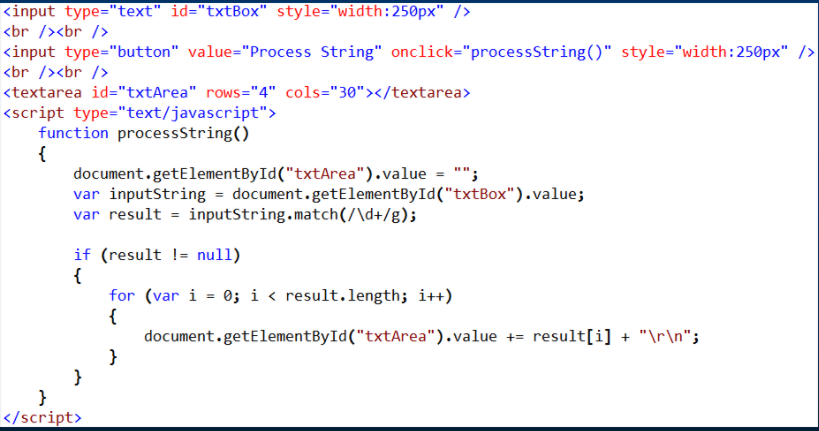 <input type="text" id="txtBox" style="width:250px" />
<br /><br />
<input type="button" value="Process String" onclick="processString()" style="width:250px" />
<br /><br />
<textarea id="txtArea" rows="4" cols="30"></textarea>
<script type="text/javascript">
    function processString()
    {
        document.getElementById("txtArea").value = "";
        var inputString = document.getElementById("txtBox").value;
        var result = inputString.match(/\d+/g);

        if (result != null)
        {
            for (var i = 0; i < result.length; i++)
            {
                document.getElementById("txtArea").value += result[i] + "\r\n";
            }
        }
    }
</script>